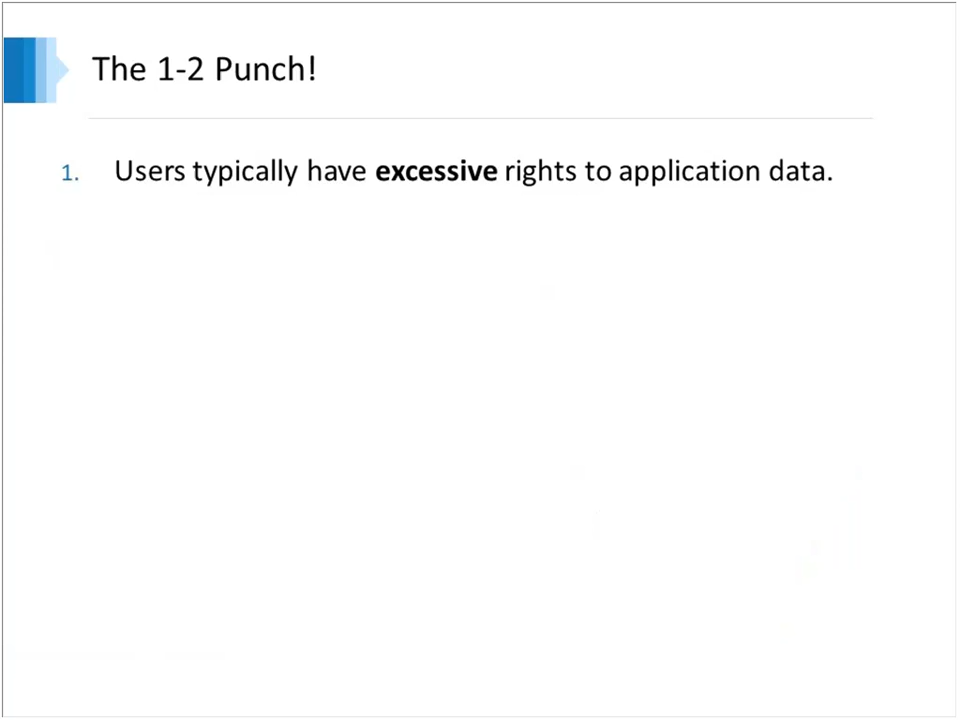 The 1-2 Punch!
1. Users typically have excessive rights to application data.